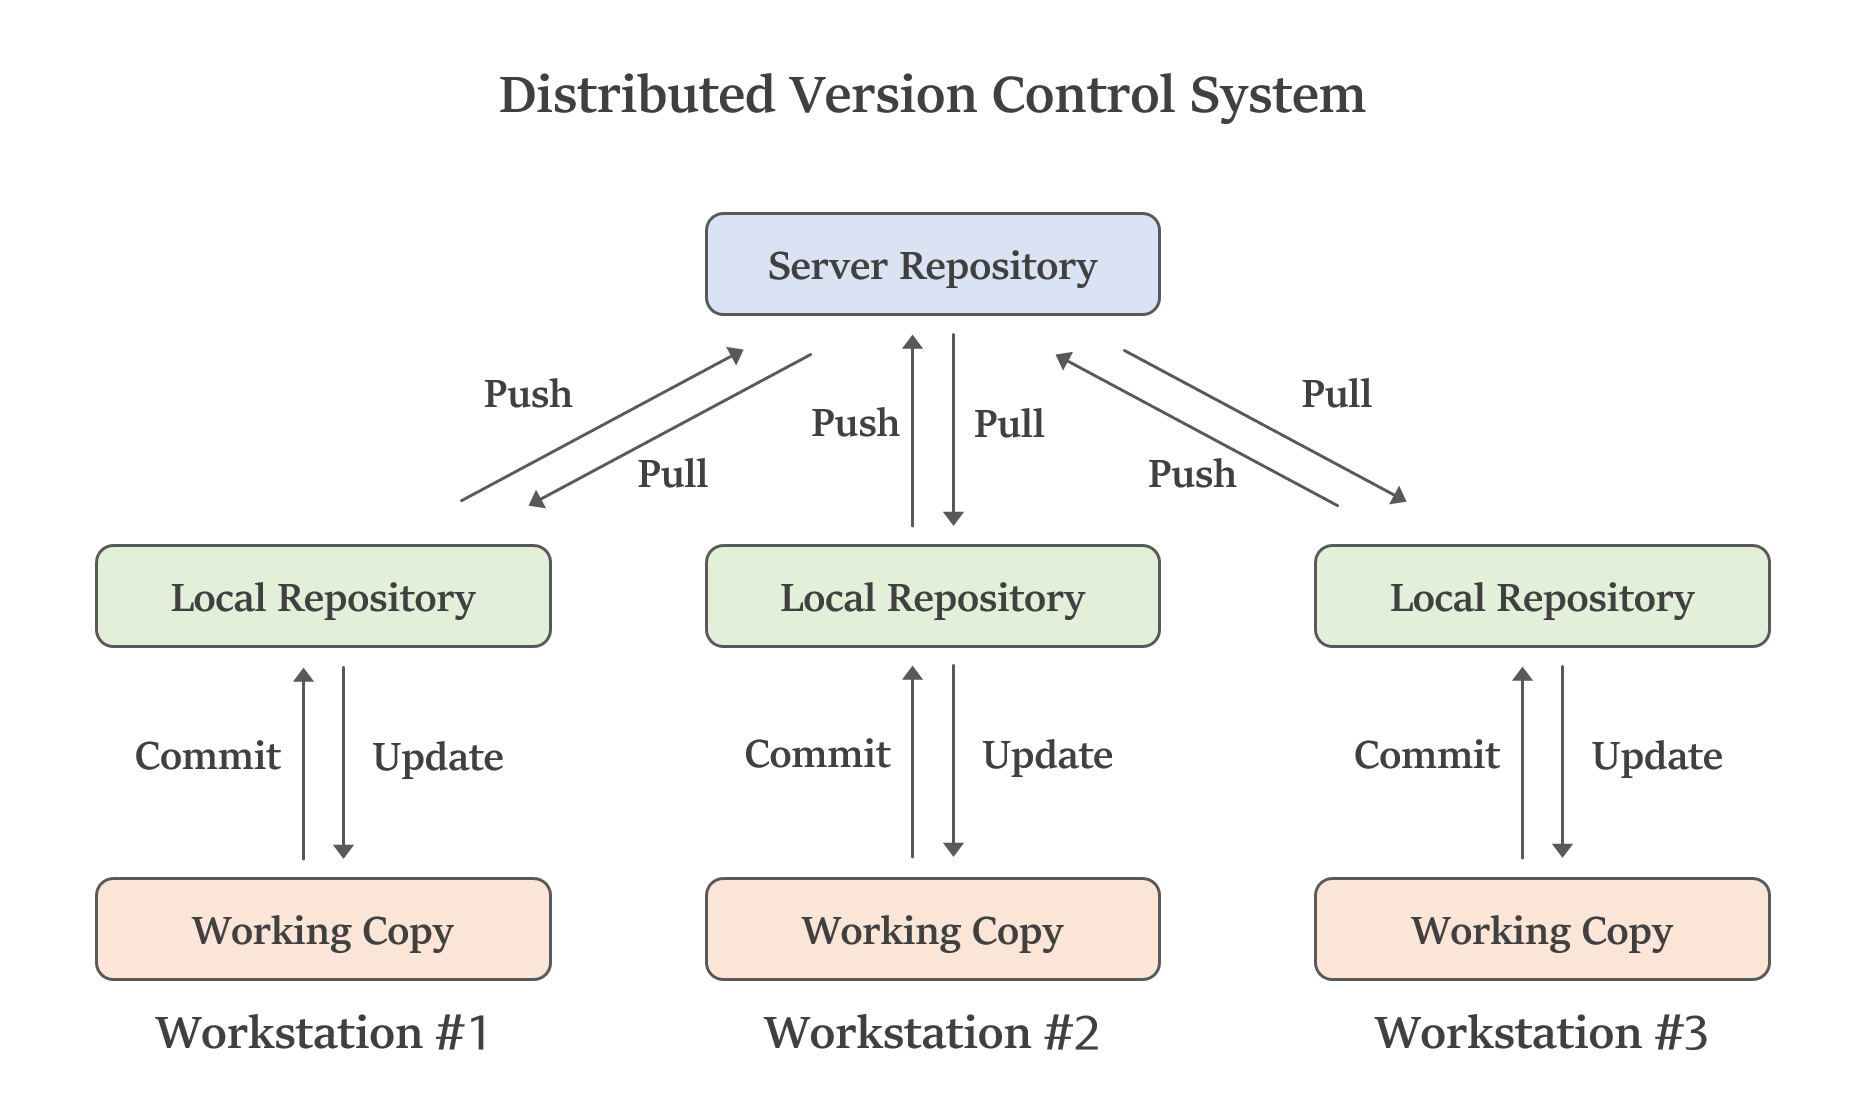 Distributed Version Control System
Server Repository
Push
Pull
Push
Pull
Push
Pull
Local Repository
Local Repository
Local Repository
Commit
Update
Commit
Update
Commit
Update
Working Copy
Working Copy
Working Copy
Workstation #1
Workstation #2
Workstation #3